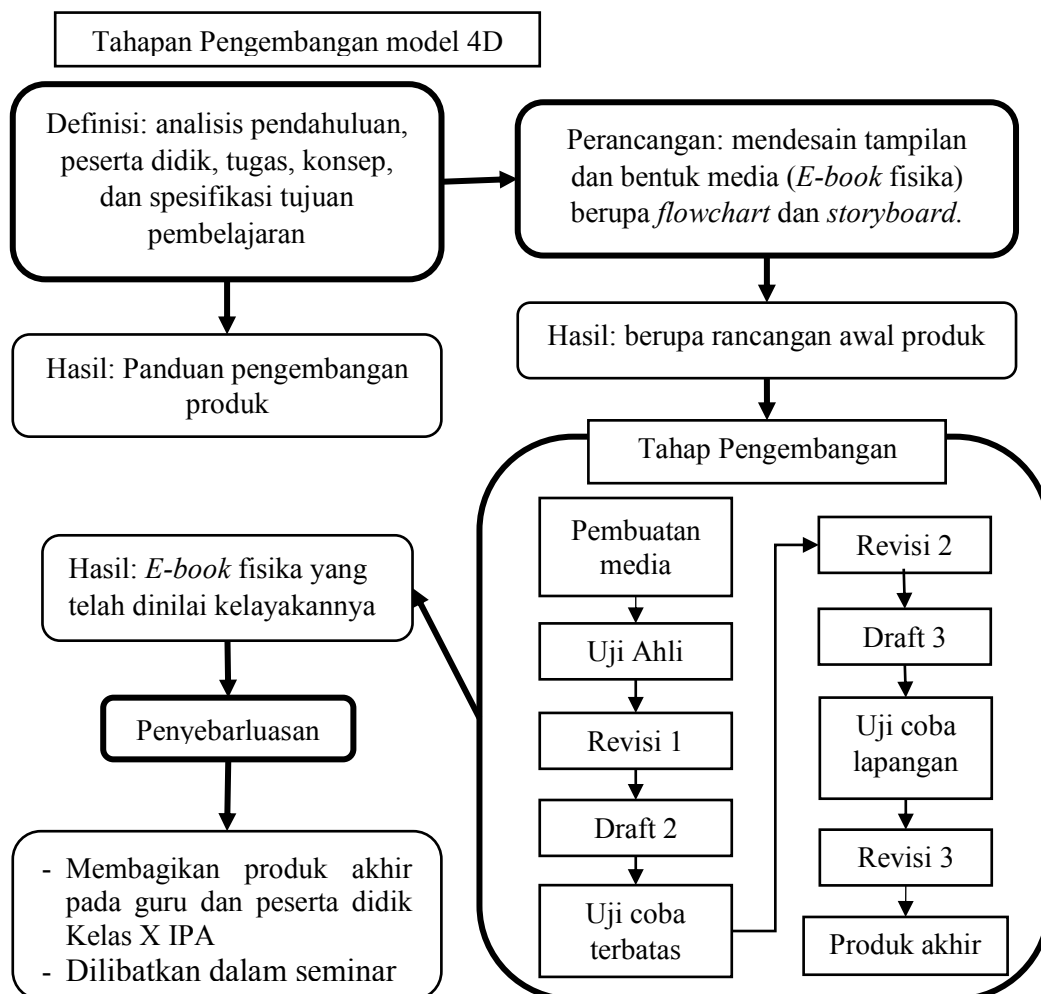 Tahapan Pengembangan model 4D
Definisi: analisis pendahuluan,
peserta didik, tugas, konsep,
dan spesifikasi tujuan
pembelajaran
Perancangan: mendesain tampilan
dan bentuk media (E-book fisika)
berupa flowchart dan storyboard.
Hasil: Panduan pengembangan
produk
Hasil: berupa rancangan awal produk
Tahap Pengembangan
Pembuatan
media
Uji Ahli
Revisi 1
Draft 2
Uji coba
terbatas
Revisi 2
Draft 3
Uji coba
lapangan
Revisi 3
Produk akhir
Hasil: E-book fisika yang
telah dinilai kelayakannya
Penyebarluasan
- Membagikan produk akhir
pada guru dan peserta didik
Kelas X IPA
- Dilibatkan dalam seminar